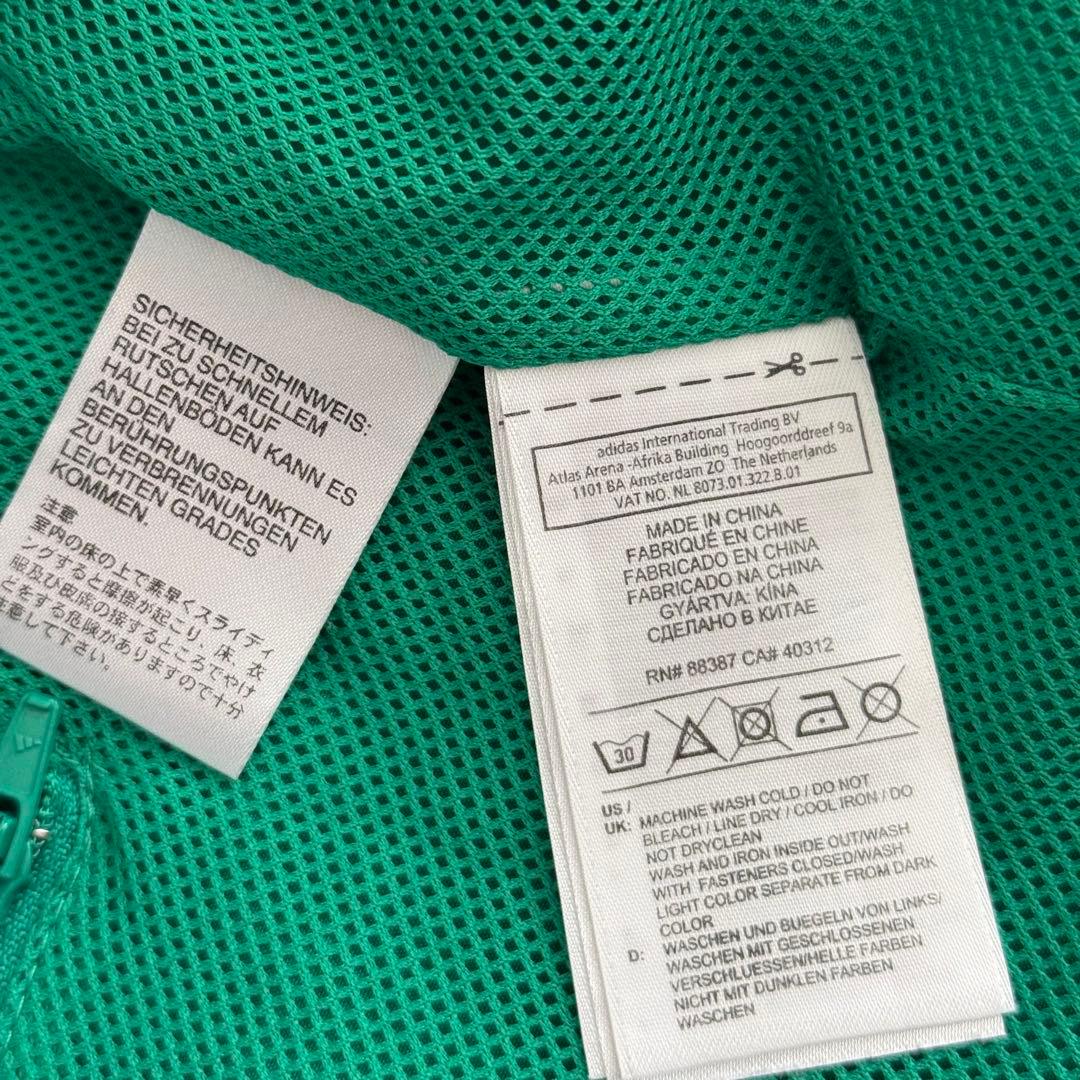 SICHERHEITSHINWEIS:
BEI ZU SCHNELLEM
RUTSCHEN AUF
HALLENBÖDEN KANN ES
AN DEN
BERÜHRUNGSPUNKTEN
ZU VERBRENNUNGEN
LEICHTEN GRADES
KOMMEN.
注意
室内の床の上で素早くスライディ
ングすると摩擦が起こり、床、衣
服及び皮膚の接するところでやけ
どをする危険がありますので十分
注意して下さい。
adidas International Trading BV
Atlas Arena -Afrika Building Hoogoorddreef 9a
1101 BA Amsterdam ZO The Netherlands
VAT NO. NL 8073.01.322.B.01
MADE IN CHINA
FABRIQUÉ EN CHINE
FABRICADO EN CHINA
FABRICADO NA CHINA
GYÁRTVA: KÍNA
СДЕЛАНО В КИТАЕ
RN# 88387 CA# 40312
30
US /
UK: MACHINE WASH COLD / DO NOT
BLEACH / LINE DRY / COOL IRON / DO
NOT DRYCLEAN
WASH AND IRON INSIDE OUT/WASH
WITH FASTENERS CLOSED/WASH
LIGHT COLOR SEPARATE FROM DARK
COLOR
D: WASCHEN UND BUEGELN VON LINKS/
WASCHEN MIT GESCHLOSSENEN
VERSCHLUESSEN/HELLE FARBEN
NICHT MIT DUNKLEN FARBEN
WASCHEN